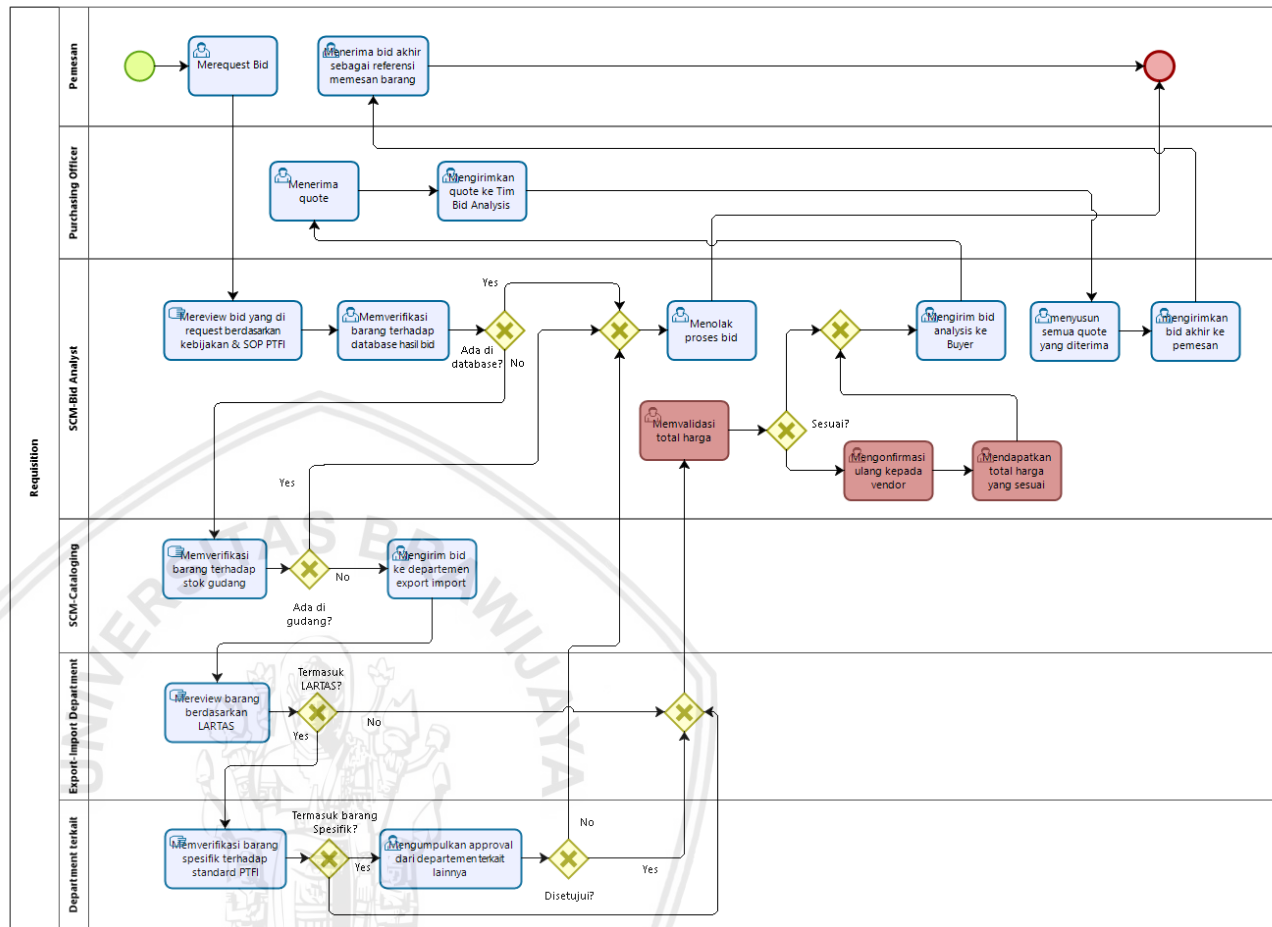 Requisition
Pemesan
Merequest Bid
Menerima bid akhir
sebagai referensi
memesan barang
Purchasing Officer
Menerima
quote
Mengirimkan
quote ke Tim
Bid Analysis
SCM-Bid Analyst
Mereview bid yang di
request berdasarkan
kebijakan & SOP PTFI
Memverifikasi
barang terhadap
database hasil bid
Yes
Ada di
database?
No
Menolak
proses bid
Mengirim bid
analysis ke
Buyer
menyusun
semua quote
yang diterima
mengirimkan
bid akhir ke
pemesan
Memvalidasi
total harga
Sesuai?
Mengonfirmasi
ulang kepada
vendor
Mendapatkan
total harga
yang sesuai
Yes
SCM-Cataloging
Memverifikasi
barang terhadap
stok gudang
Ada di
gudang?
No
Mengirim bid
ke departemen
export import
Export-Import Department
Mereview barang
berdasarkan
LARTAS
Termasuk
LARTAS?
No
Yes
Department terkait
Memverifikasi barang
spesifik terhadap
standard PTFI
Termasuk barang
Spesifik?
Yes
Mengumpulkan approval
dari departemen terkait
lainnya
No
Disetujui?
Yes
UNIVERSITAS BRAWIJAYA